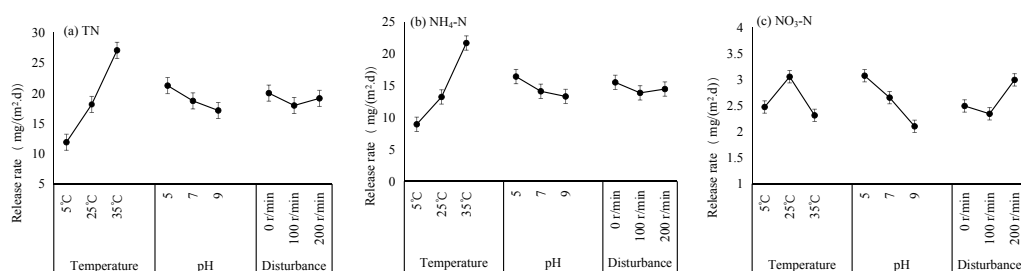 (a) TN
Release rate ( mg/(m².d))
30
25
20
15
10
5
5℃
25℃
35℃
5
7
9
0 r/min
100 r/min
200 r/min
Temperature
pH
Disturbance
(b) NH₄-N
Release rate ( mg/(m².d))
25
20
15
10
5
0
5℃
25℃
35℃
5
7
9
0 r/min
100 r/min
200 r/min
Temperature
pH
Disturbance
(c) NO₃-N
Release rate ( mg/(m².d))
4
3.5
3
2.5
2
1.5
1
5℃
25℃
35℃
5
7
9
0 r/min
100 r/min
200 r/min
Temperature
pH
Disturbance